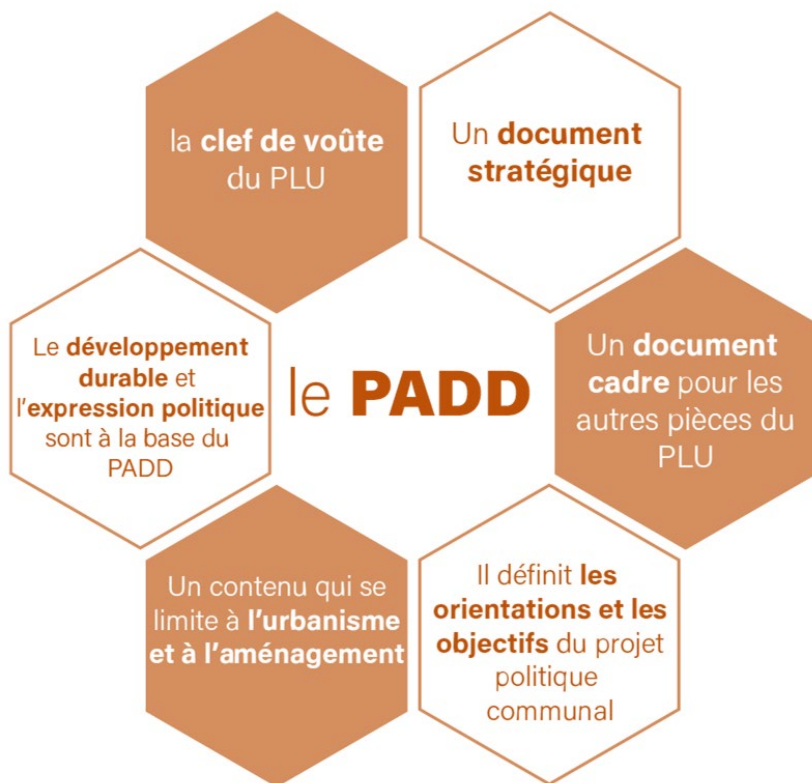 la clef de voûte
du PLU
Un document
stratégique
Le développement
durable et
l'expression politique
sont à la base du
PADD
le PADD
Un document
cadre pour les
autres pièces du
PLU
Un contenu qui se
limite à l'urbanisme
et à l'aménagement
Il définit les
orientations et les
objectifs du projet
politique
communal